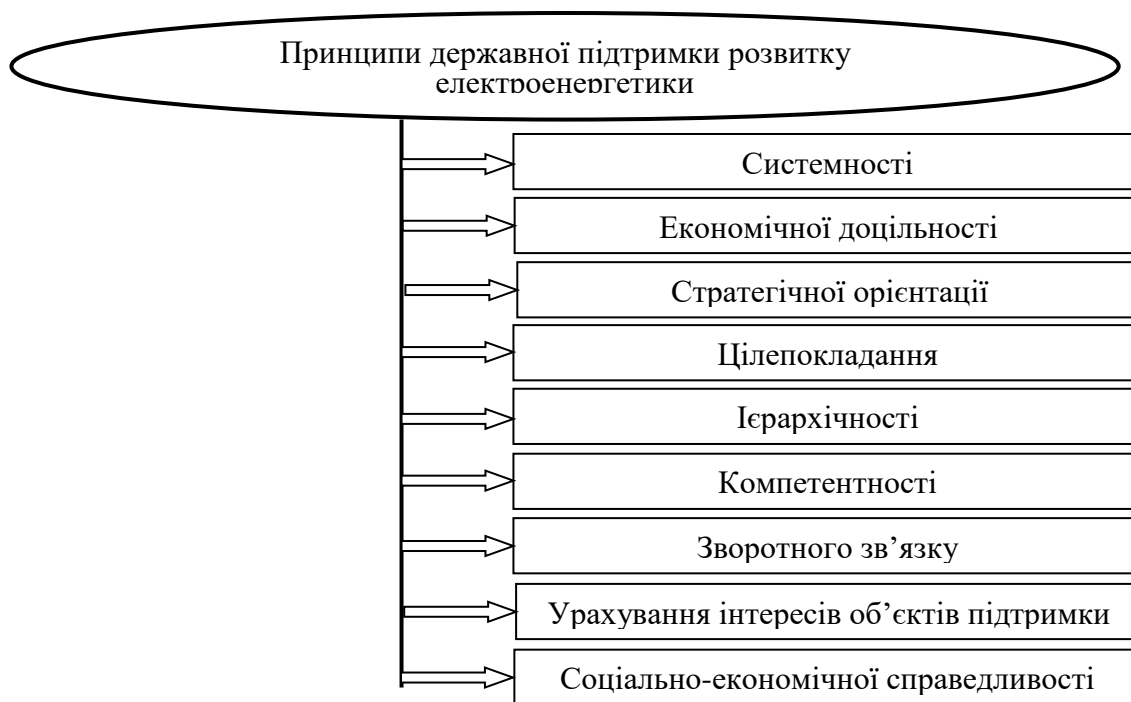 Принципи державної підтримки розвитку
електроенергетики
Системності
Економічної доцільності
Стратегічної орієнтації
Цілепокладання
Ієрархічності
Компетентності
Зворотного зв’язку
Урахування інтересів об’єктів підтримки
Соціально-економічної справедливості